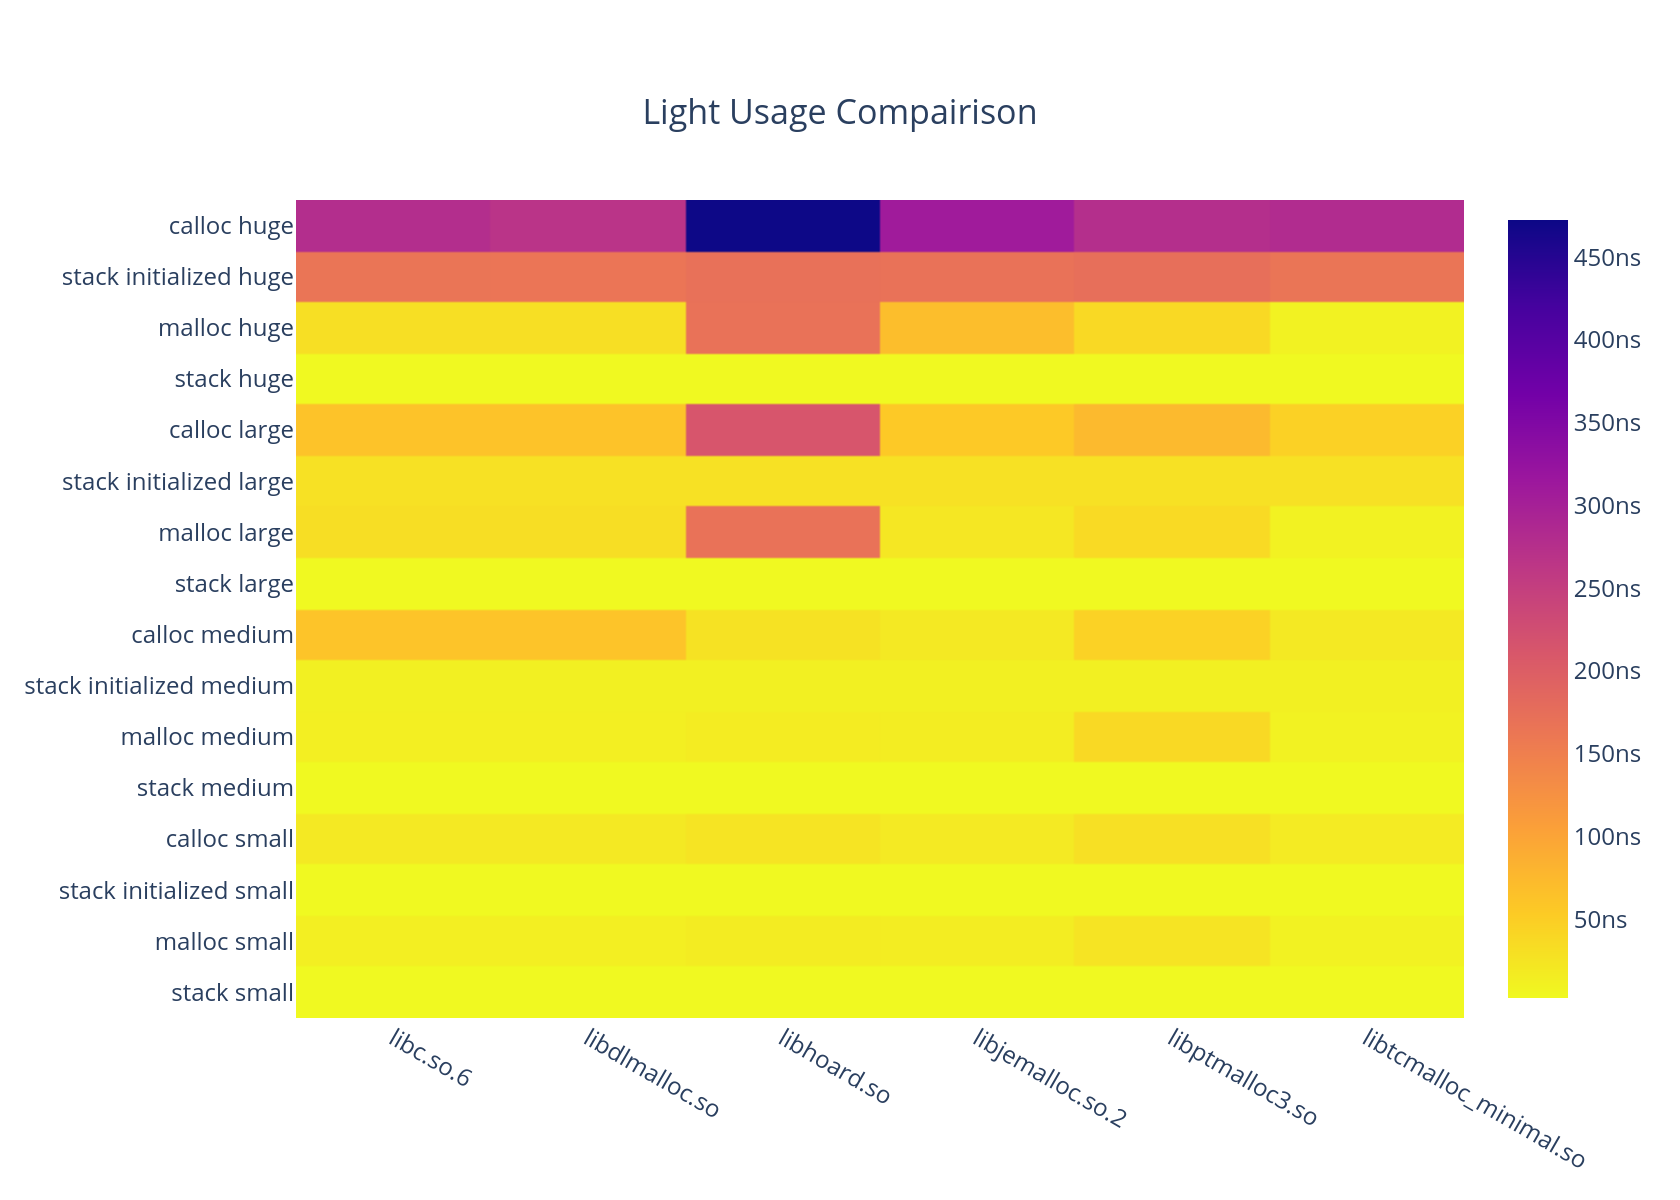 Light Usage Compairison
calloc huge
stack initialized huge
malloc huge
stack huge
calloc large
stack initialized large
malloc large
stack large
calloc medium
stack initialized medium
malloc medium
stack medium
calloc small
stack initialized small
malloc small
stack small
libc.so.6
libdlmalloc.so
libhoard.so
libjemalloc.so.2
libptmalloc3.so
libtcmalloc_minimal.so
450ns
400ns
350ns
300ns
250ns
200ns
150ns
100ns
50ns